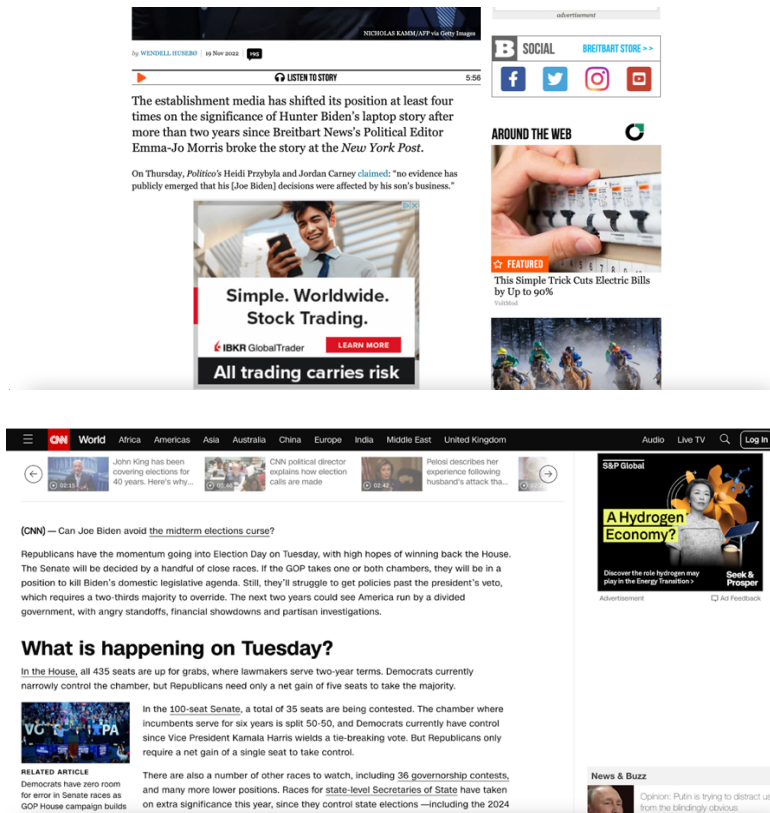 NICHOLAS KAMM/AFP via Getty Images
by WENDELL HUSEBØ | 19 Nov 2022 | 195
LISTEN TO STORY 5:56
The establishment media has shifted its position at least four
times on the significance of Hunter Biden's laptop story after
more than two years since Breitbart News's Political Editor
Emma-Jo Morris broke the story at the New York Post.
On Thursday, Politico's Heidi Przybyla and Jordan Carney claimed: "no evidence has
publicly emerged that his [Joe Biden] decisions were affected by his son's business."
Simple. Worldwide.
Stock Trading.
IBKR GlobalTrader LEARN MORE
All trading carries risk
advertisement
B SOCIAL BREITBART STORE >>
AROUND THE WEB
FEATURED
This Simple Trick Cuts Electric Bills
by Up to 90%
VoltMod
CNN World Africa Americas Asia Australia China Europe India Middle East United Kingdom Audio Live TV Log In
John King has been
covering elections for
40 years. Here's why...
02:15
CNN political director
explains how election
calls are made
Pelosi describes her
experience following
husband's attack tha...
02:42
(CNN) — Can Joe Biden avoid the midterm elections curse?
Republicans have the momentum going into Election Day on Tuesday, with high hopes of winning back the House.
The Senate will be decided by a handful of close races. If the GOP takes one or both chambers, they will be in a
position to kill Biden's domestic legislative agenda. Still, they'll struggle to get policies past the president's veto,
which requires a two-thirds majority to override. The next two years could see America run by a divided
government, with angry standoffs, financial showdowns and partisan investigations.
What is happening on Tuesday?
In the House, all 435 seats are up for grabs, where lawmakers serve two-year terms. Democrats currently
narrowly control the chamber, but Republicans need only a net gain of five seats to take the majority.
In the 100-seat Senate, a total of 35 seats are being contested. The chamber where
incumbents serve for six years is split 50-50, and Democrats currently have control
since Vice President Kamala Harris wields a tie-breaking vote. But Republicans only
require a net gain of a single seat to take control.
RELATED ARTICLE
Democrats have zero room
for error in Senate races as
GOP House campaign builds
There are also a number of other races to watch, including 36 governorship contests,
and many more lower positions. Races for state-level Secretaries of State have taken
on extra significance this year, since they control state elections —including the 2024
S&P Global
A Hydrogen
Economy?
Discover the role hydrogen may
play in the Energy Transition >
Seek &
Prosper
Advertisement Ad Feedback
News & Buzz
Opinion: Putin is trying to distract us
from the blindingly obvious